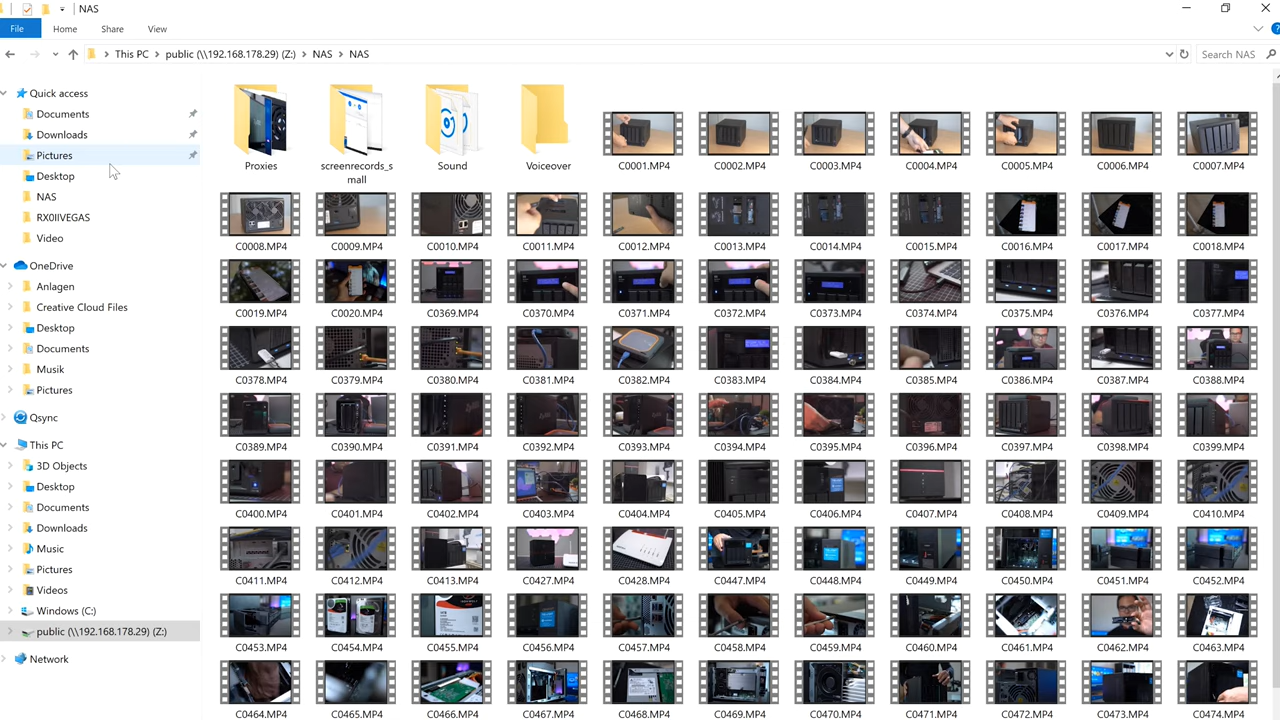 NAS
File Home Share View
This PC > public (\\192.168.178.29) (Z:) > NAS > NAS
Search NAS
Quick access
Documents
Downloads
Pictures
Desktop
NAS
RX0IIVEGAS
Video
OneDrive
Anlagen
Creative Cloud Files
Desktop
Documents
Musik
Pictures
Qsync
This PC
3D Objects
Desktop
Documents
Downloads
Music
Pictures
Videos
Windows (C:)
public (\\192.168.178.29) (Z:)
Network
Proxies screenrecords_s Sound Voiceover C0001.MP4 C0002.MP4 C0003.MP4 C0004.MP4 C0005.MP4 C0006.MP4 C0007.MP4
mall
C0008.MP4 C0009.MP4 C0010.MP4 C0011.MP4 C0012.MP4 C0013.MP4 C0014.MP4 C0015.MP4 C0016.MP4 C0017.MP4 C0018.MP4
C0019.MP4 C0020.MP4 C0369.MP4 C0370.MP4 C0371.MP4 C0372.MP4 C0373.MP4 C0374.MP4 C0375.MP4 C0376.MP4 C0377.MP4
C0378.MP4 C0379.MP4 C0380.MP4 C0381.MP4 C0382.MP4 C0383.MP4 C0384.MP4 C0385.MP4 C0386.MP4 C0387.MP4 C0388.MP4
C0389.MP4 C0390.MP4 C0391.MP4 C0392.MP4 C0393.MP4 C0394.MP4 C0395.MP4 C0396.MP4 C0397.MP4 C0398.MP4 C0399.MP4
C0400.MP4 C0401.MP4 C0402.MP4 C0403.MP4 C0404.MP4 C0405.MP4 C0406.MP4 C0407.MP4 C0408.MP4 C0409.MP4 C0410.MP4
C0411.MP4 C0412.MP4 C0413.MP4 C0427.MP4 C0428.MP4 C0447.MP4 C0448.MP4 C0449.MP4 C0450.MP4 C0451.MP4 C0452.MP4
C0453.MP4 C0454.MP4 C0455.MP4 C0456.MP4 C0457.MP4 C0458.MP4 C0459.MP4 C0460.MP4 C0461.MP4 C0462.MP4 C0463.MP4
C0464.MP4 C0465.MP4 C0466.MP4 C0467.MP4 C0468.MP4 C0469.MP4 C0470.MP4 C0471.MP4 C0472.MP4 C0473.MP4 C0474.MP4